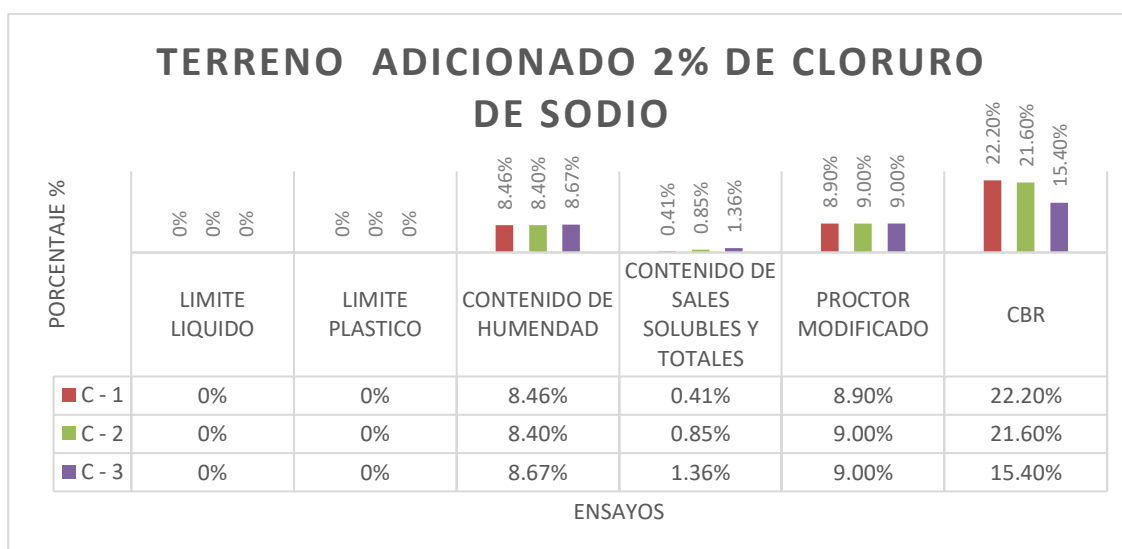 TERRENO ADICIONADO 2% DE CLORURO
DE SODIO
PORCENTAJE %
0% 0% 0% 0% 0% 0% 8.46% 8.40% 8.67% 0.41% 0.85% 1.36% 8.90% 9.00% 9.00% 22.20% 21.60% 15.40%
LIMITE
LIQUIDO
LIMITE
PLASTICO
CONTENIDO DE
HUMENDAD
CONTENIDO DE
SALES
SOLUBLES Y
TOTALES
PROCTOR
MODIFICADO
CBR
C - 1 0% 0% 8.46% 0.41% 8.90% 22.20%
C - 2 0% 0% 8.40% 0.85% 9.00% 21.60%
C - 3 0% 0% 8.67% 1.36% 9.00% 15.40%
ENSAYOS